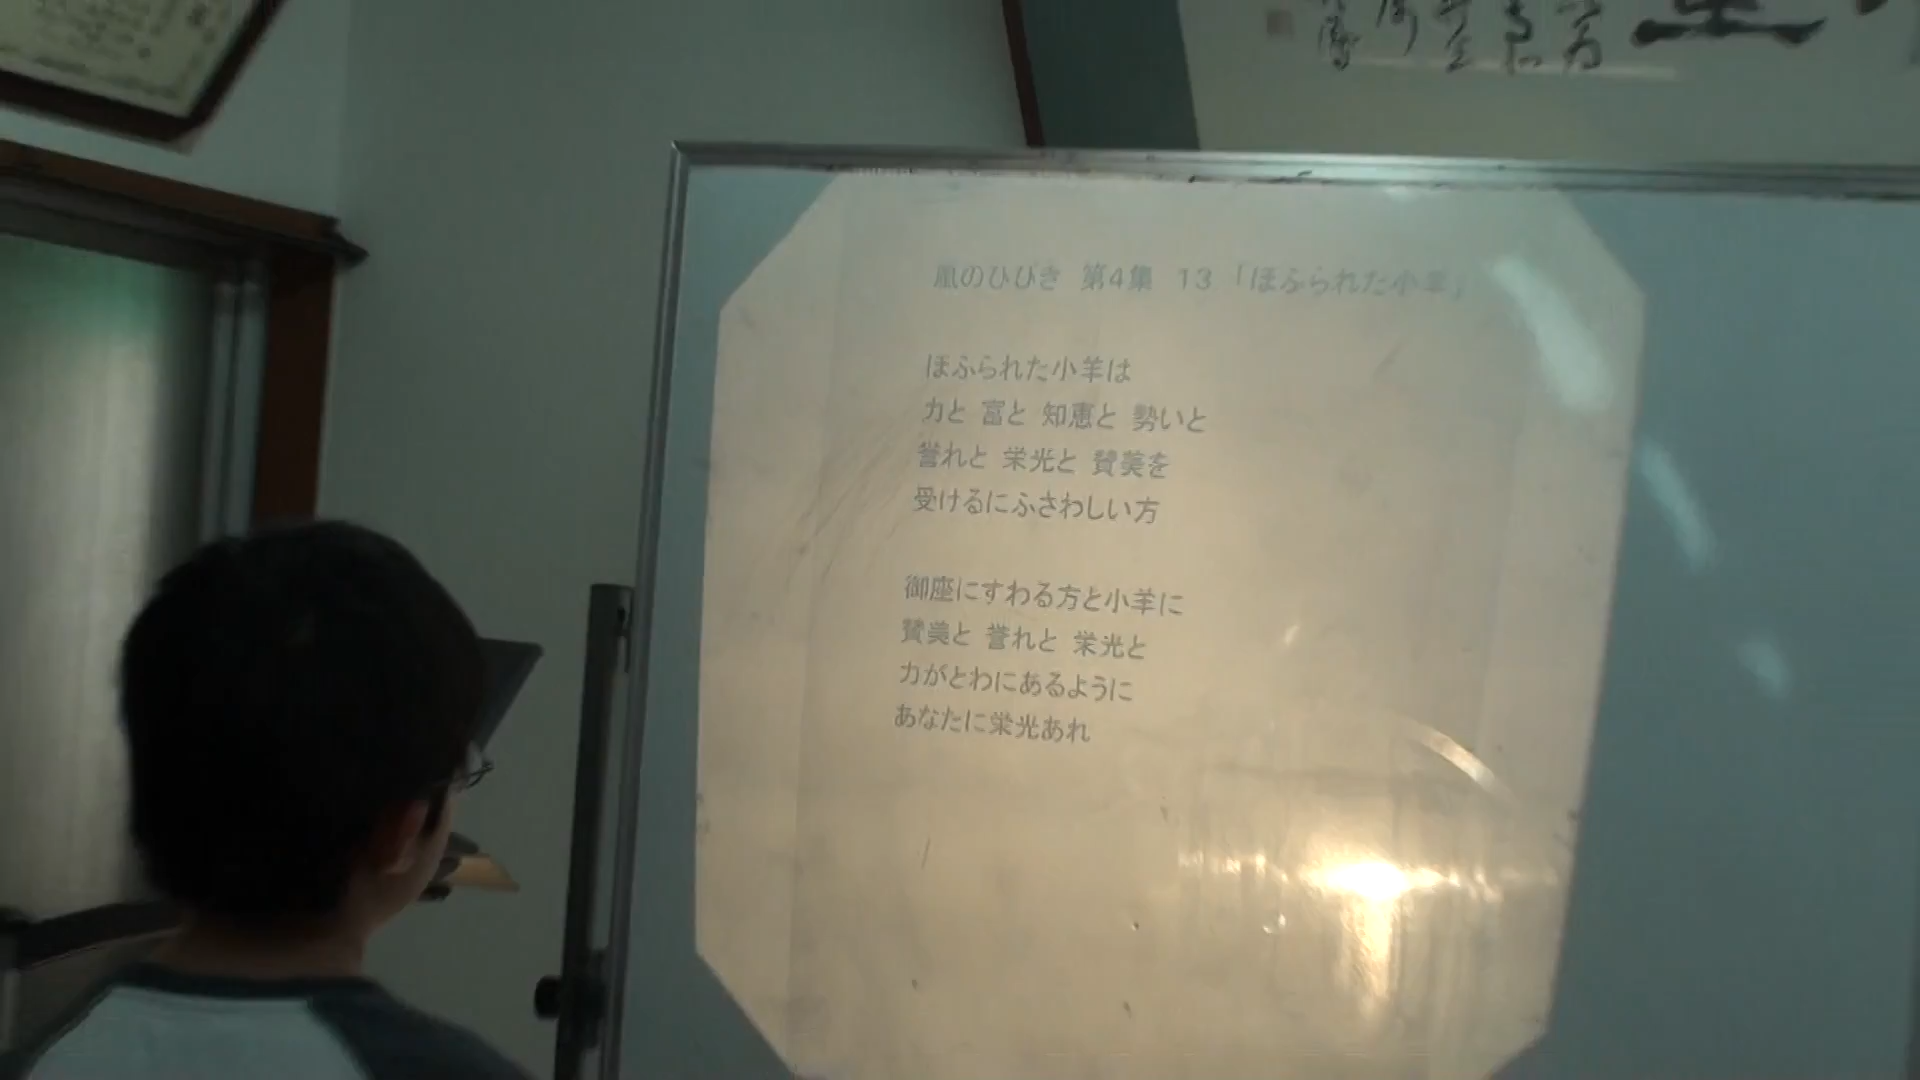 風のひびき 第4集 13 「ほふられた小羊」
ほふられた小羊は
力と 富と 知恵と 勢いと
誉れと 栄光と 賛美を
受けるにふさわしい方
御座にすわる方と小羊に
賛美と 誉れと 栄光と
力がとわにあるように
あなたに栄光あれ